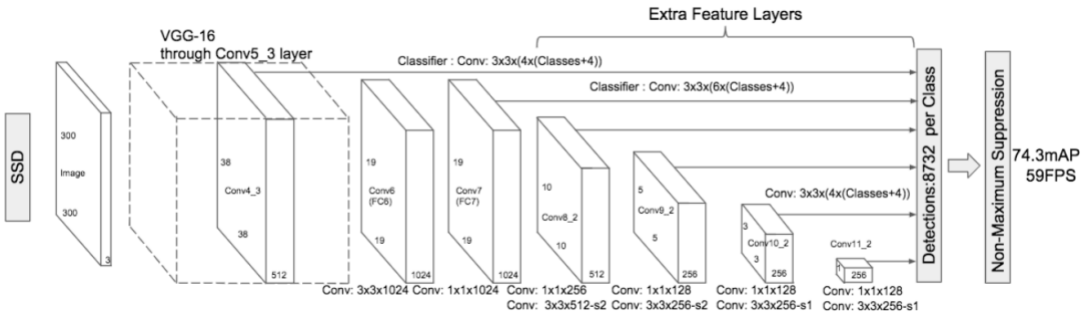 Extra Feature Layers
VGG-16
through Conv5_3 layer
Classifier : Conv: 3x3x(4x(Classes+4))
Classifier : Conv: 3x3x(6x(Classes+4))
SSD
300
Image
300
3
38
Conv4_3
38
512
19
Conv6
(FC6)
19
1024
19
Conv7
(FC7)
19
1024
10
Conv8_2
10
512
5
Conv9_2
5
256
Conv: 3x3x(4x(Classes+4))
3
Conv10_2
3
256
Conv11_2
1
256
Detections:8732 per Class
Non-Maximum Suppression
74.3mAP
59FPS
Conv: 3x3x1024 Conv: 1x1x1024 Conv: 1x1x256 Conv: 1x1x128 Conv: 1x1x128 Conv: 1x1x128
Conv: 3x3x512-s2 Conv: 3x3x256-s2 Conv: 3x3x256-s1 Conv: 3x3x256-s1